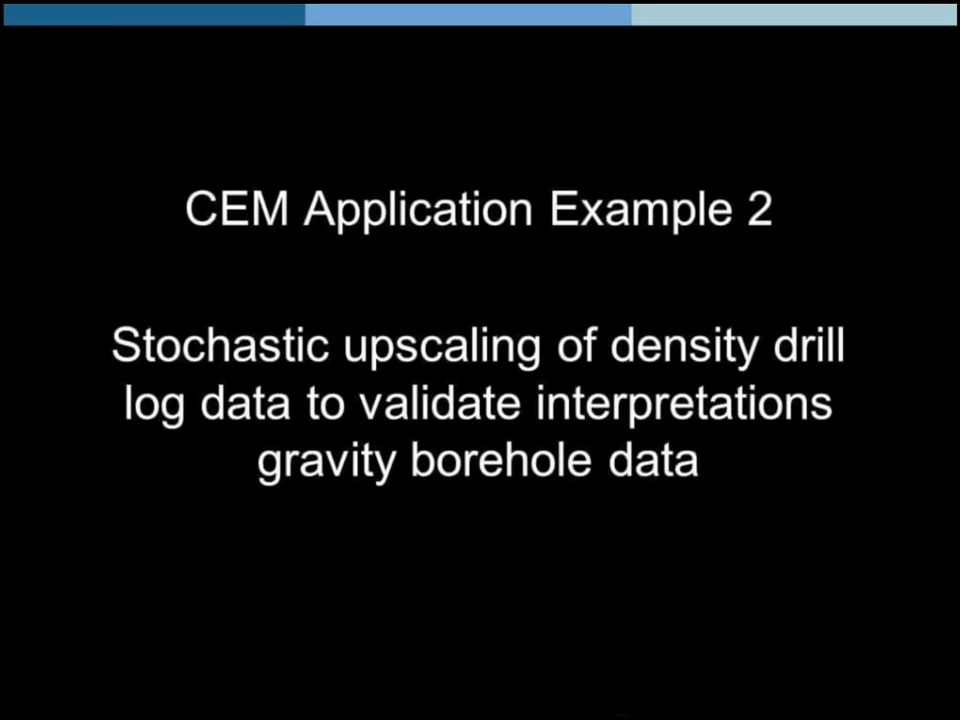 CEM Application Example 2
Stochastic upscaling of density drill
log data to validate interpretations
gravity borehole data